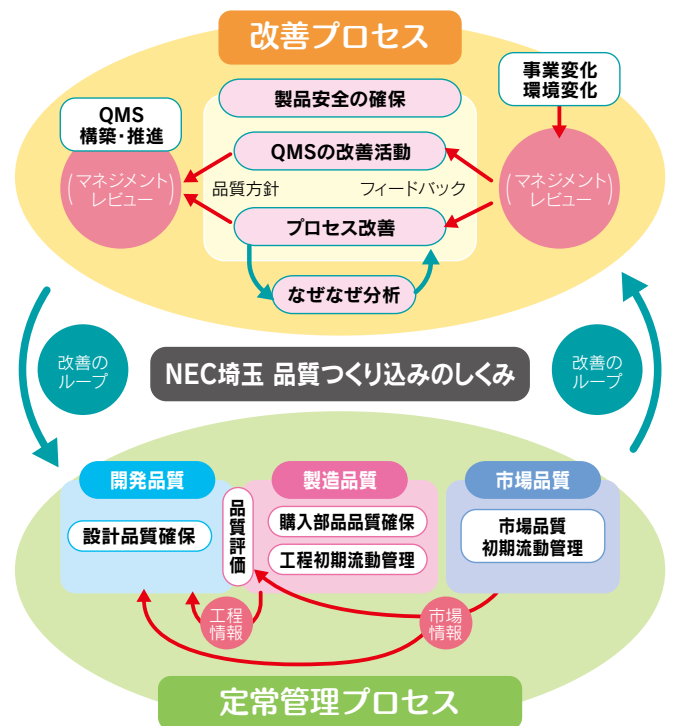 改善プロセス
事業変化
環境変化
製品安全の確保
QMS
構築・推進
QMSの改善活動
(マネジメント)
レビュー
品質方針
フィードバック
(マネジメント)
レビュー
プロセス改善
なぜなぜ分析
改善の
ループ
NEC埼玉 品質つくり込みのしくみ
改善の
ループ
開発品質
製造品質
市場品質
設計品質確保
品質評価
購入部品品質確保
工程初期流動管理
市場品質
初期流動管理
工程
情報
市場
情報
定常管理プロセス